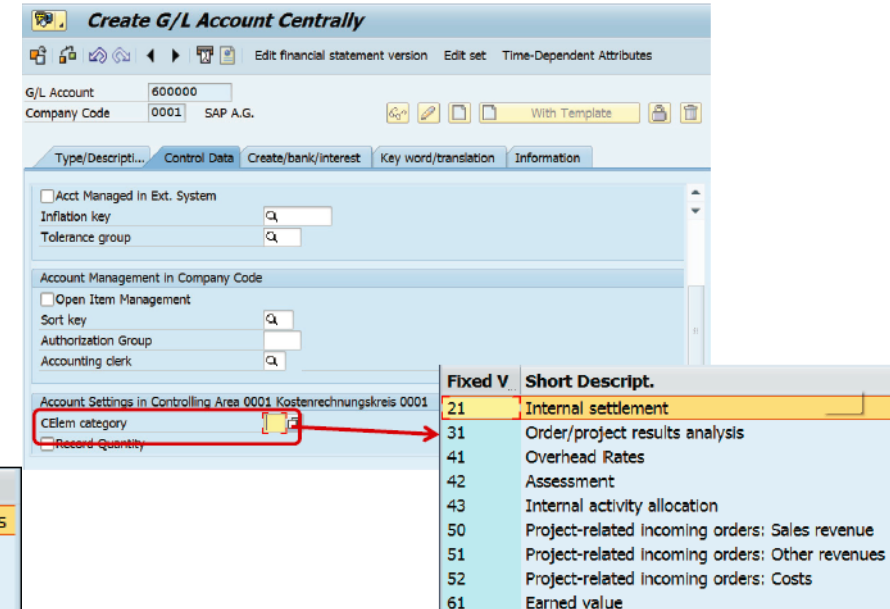 Create G/L Account Centrally
Edit financial statement version Edit set Time-Dependent Attributes
G/L Account 600000
Company Code 0001 SAP A.G. With Template
Type/Descripti... Control Data Create/bank/interest Key word/translation Information
Acct Managed in Ext. System
Inflation key
Tolerance group
Account Management in Company Code
Open Item Management
Sort key
Authorization Group
Accounting clerk
Account Settings in Controlling Area 0001 Kostenrechnungskreis 0001
CElem category
Record Quantity
Fixed V Short Descript.
21 Internal settlement
31 Order/project results analysis
41 Overhead Rates
42 Assessment
43 Internal activity allocation
50 Project-related incoming orders: Sales revenue
51 Project-related incoming orders: Other revenues
52 Project-related incoming orders: Costs
61 Earned value